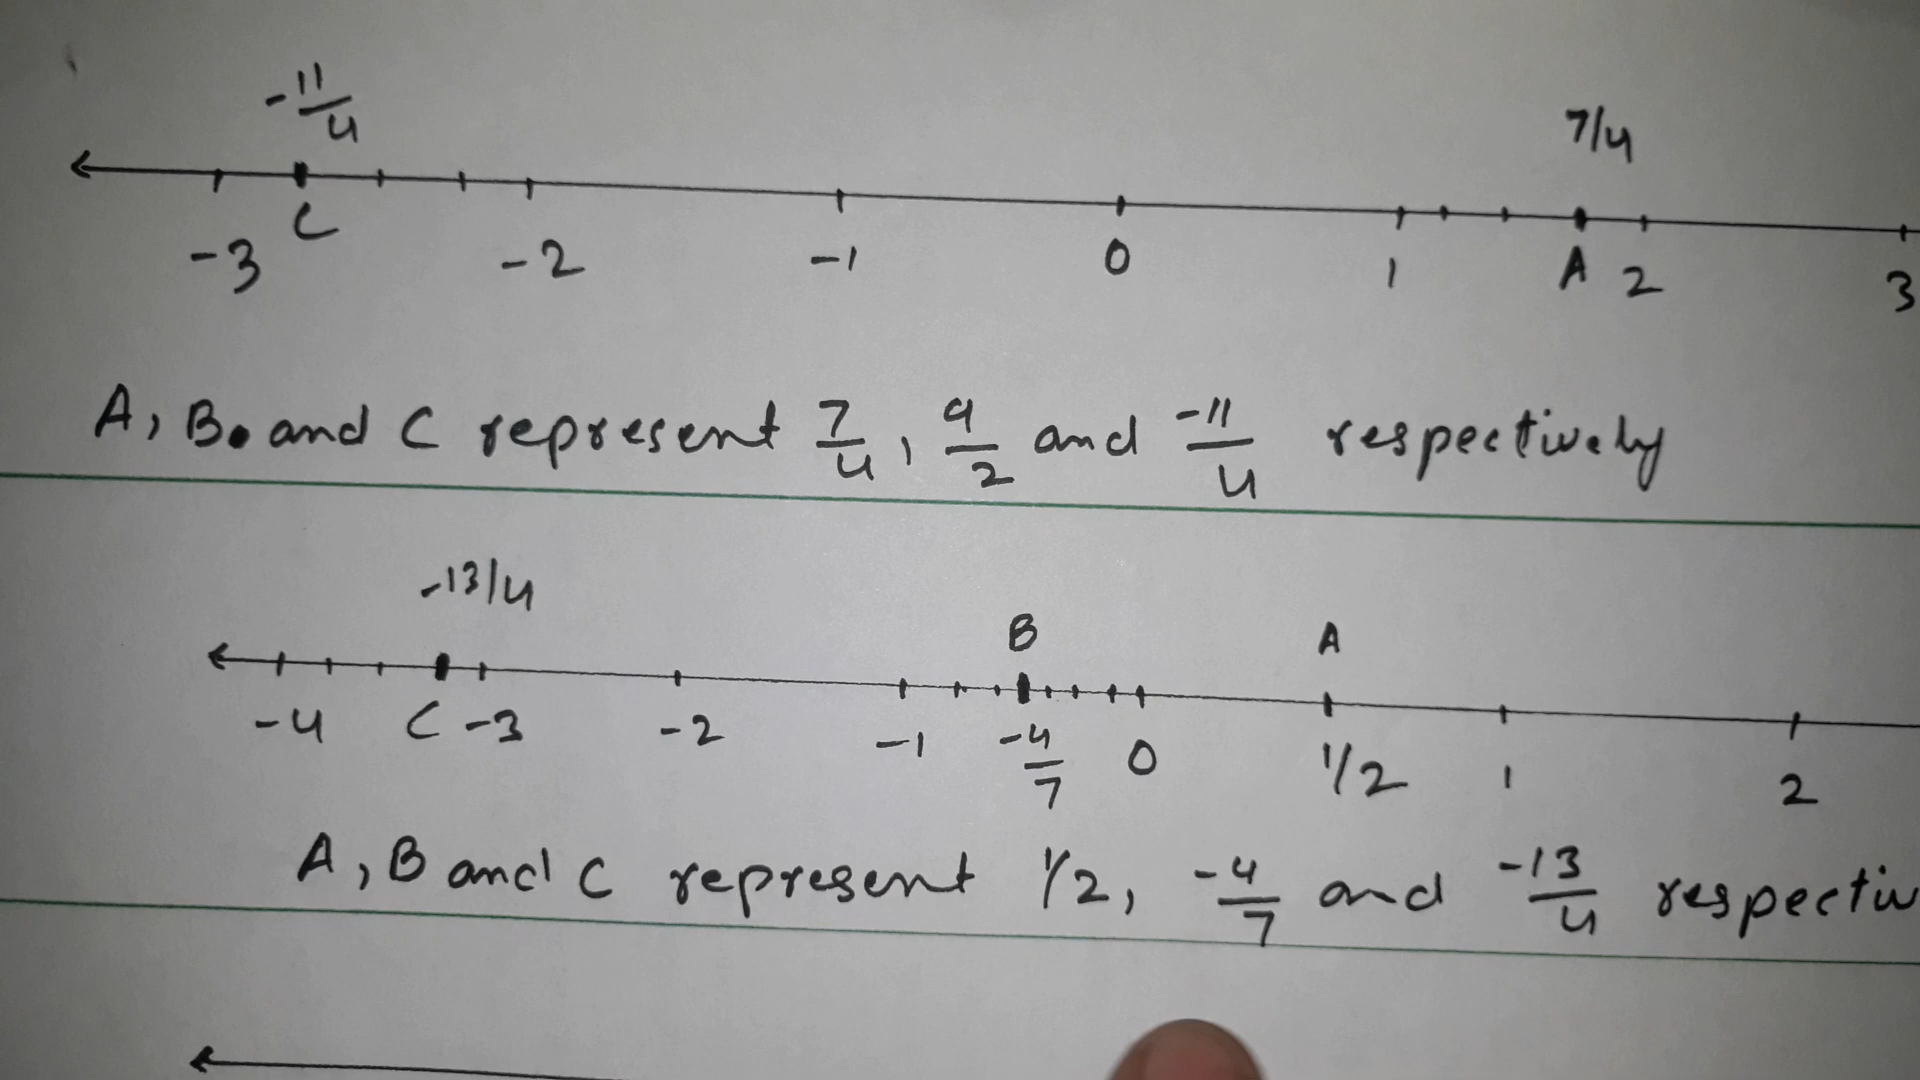 -11/4
7/4
C
-3 -2 -1 0 1 A 2 3
A, B. and C represent 7/4, 9/2 and -11/4 respectively
-13/4
B A
-4 C -3 -2 -1 -4/7 0 1/2 1 2
A, B and C represent 1/2, -4/7 and -13/4 respectiv